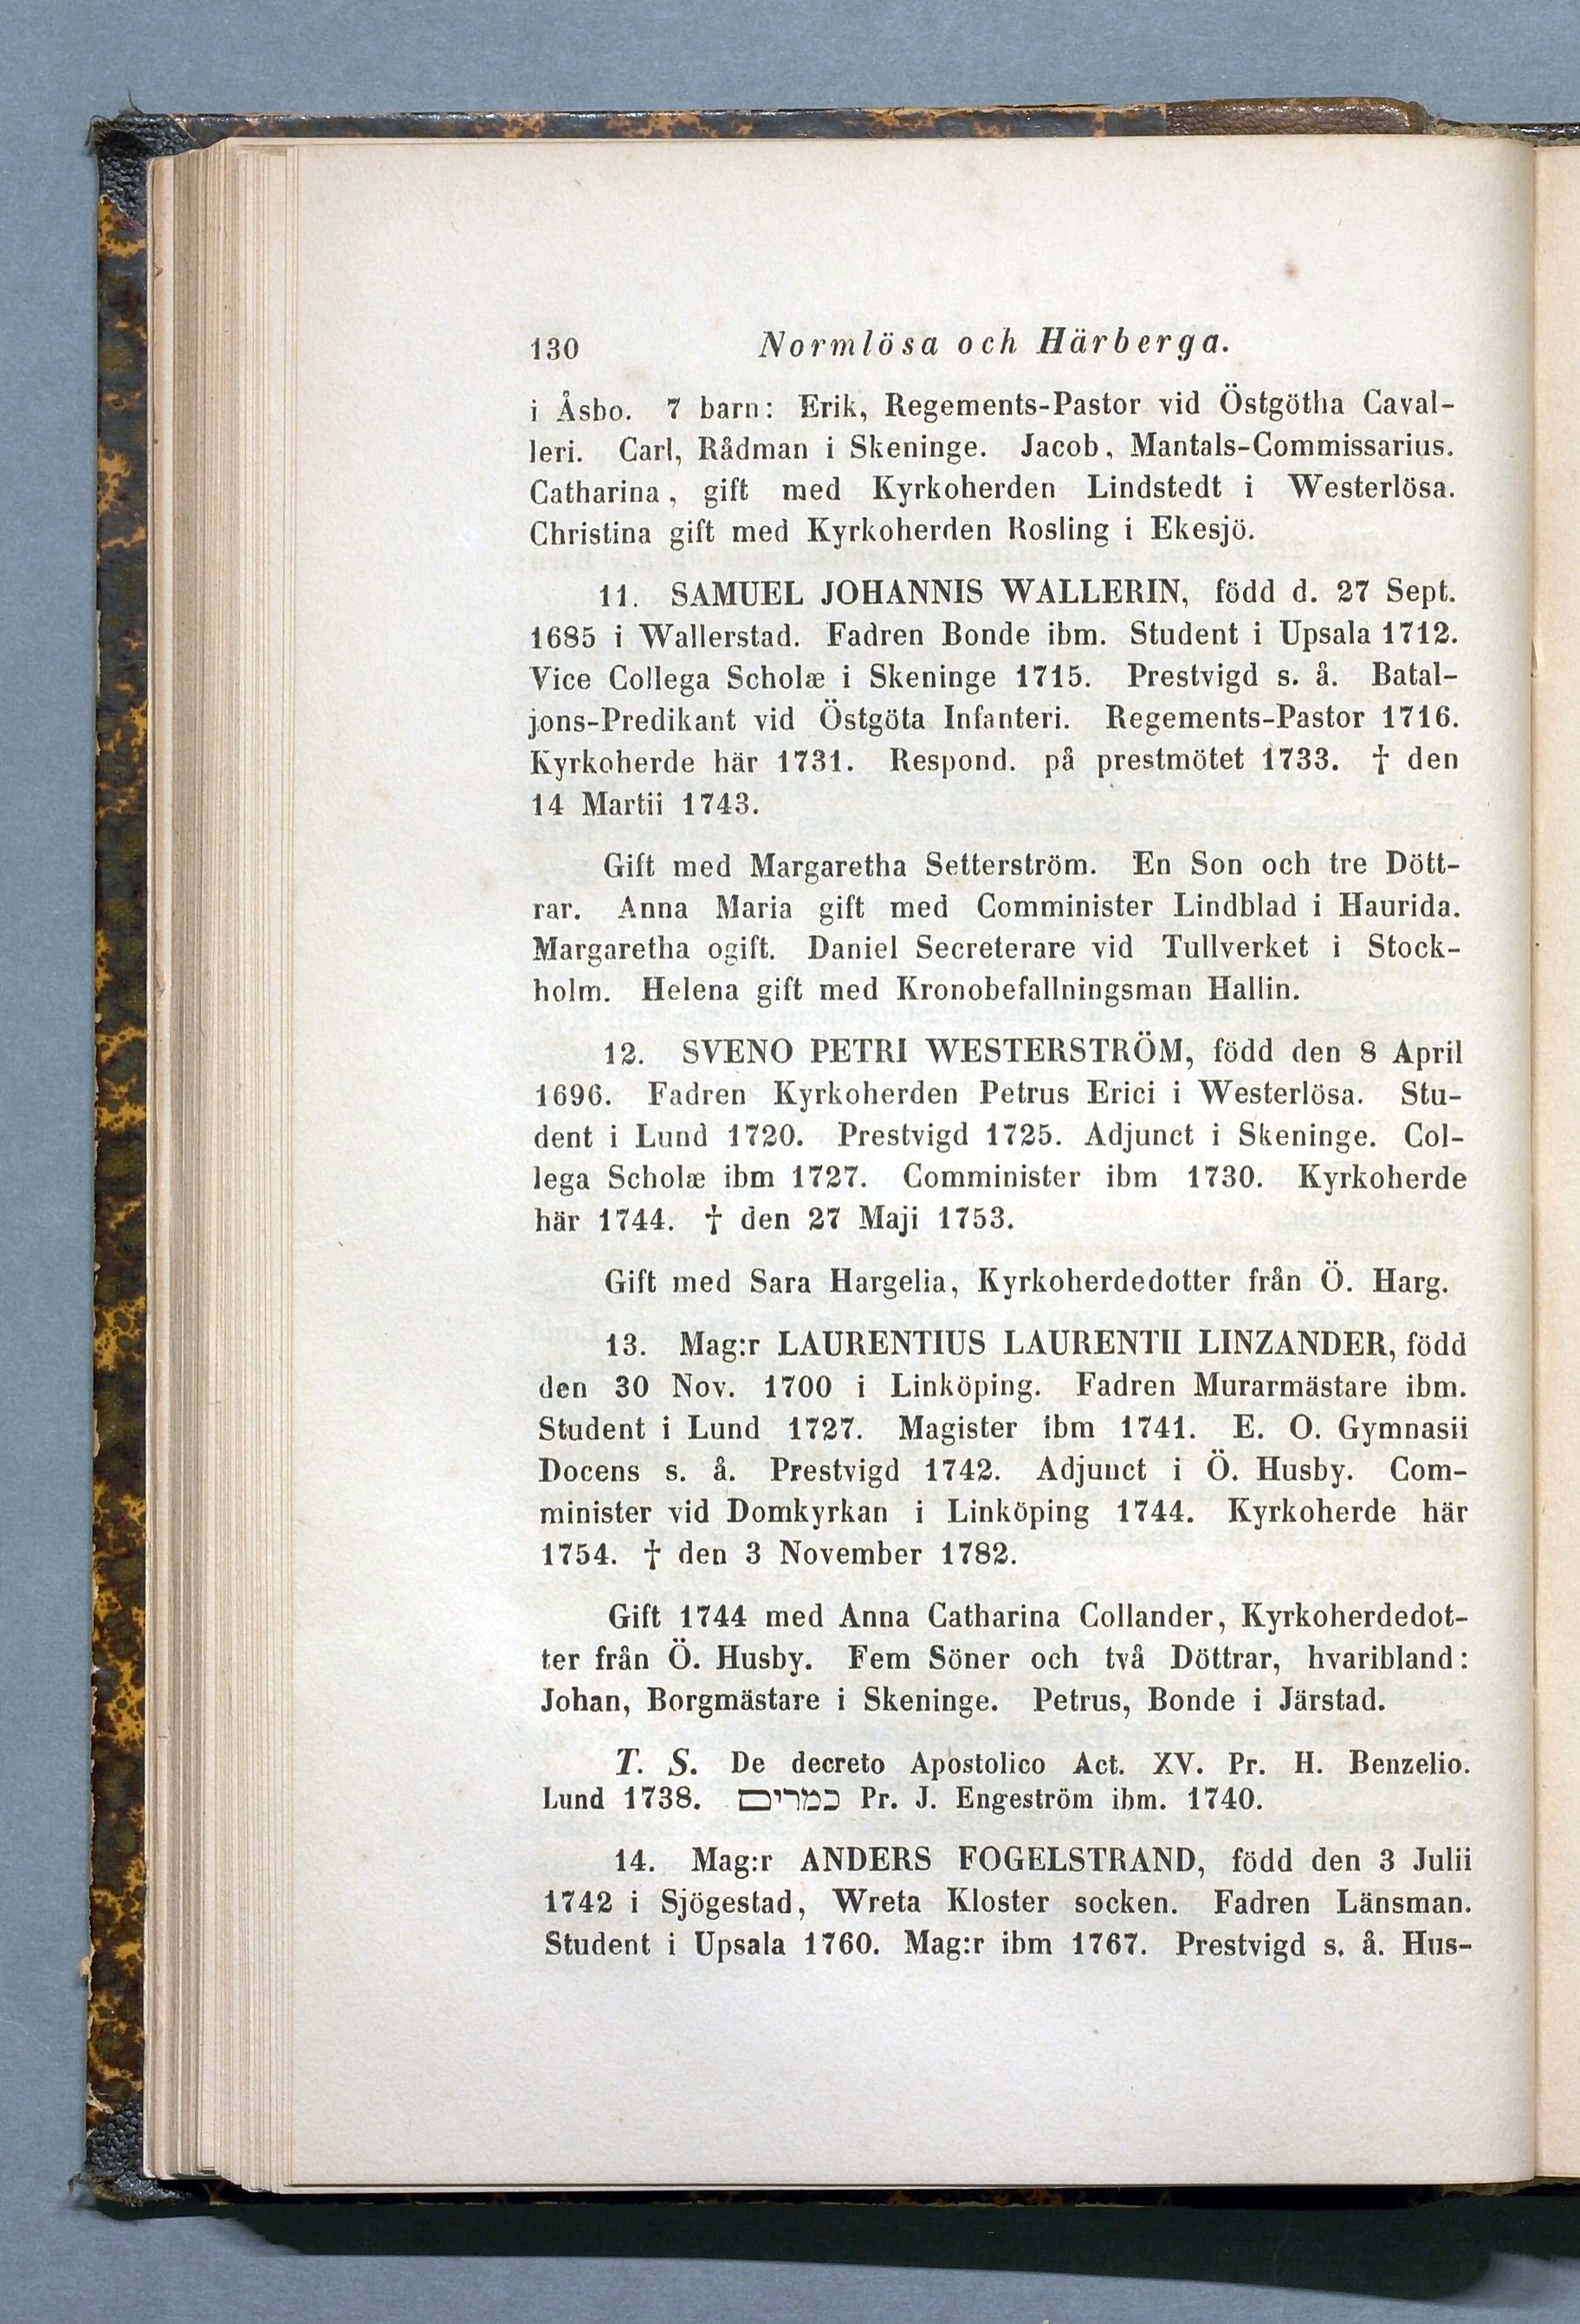 130 Normlösa och Härberga.
i Åsbo. 7 barn: Erik, Regements-Pastor vid Östgötha Caval-
leri. Carl, Rådman i Skeninge. Jacob, Mantals-Commissarius.
Catharina, gift med Kyrkoherden Lindstedt i Westerlösa.
Christina gift med Kyrkoherden Rosling i Ekesjö.
11. SAMUEL JOHANNIS WALLERIN, född d. 27 Sept.
1685 i Wallerstad. Fadren Bonde ibm. Student i Upsala 1712.
Vice Collega Scholæ i Skeninge 1715. Prestvigd s. å. Batal-
jons-Predikant vid Östgöta Infanteri. Regements-Pastor 1716.
Kyrkoherde här 1731. Respond. på prestmötet 1733. † den
14 Martii 1743.
Gift med Margaretha Setterström. En Son och tre Dött-
rar. Anna Maria gift med Comminister Lindblad i Haurida.
Margaretha ogift. Daniel Secreterare vid Tullverket i Stock-
holm. Helena gift med Kronobefallningsman Hallin.
12. SVENO PETRI WESTERSTRÖM, född den 8 April
1696. Fadren Kyrkoherden Petrus Erici i Westerlösa. Stu-
dent i Lund 1720. Prestvigd 1725. Adjunct i Skeninge. Col-
lega Scholæ ibm 1727. Comminister ibm 1730. Kyrkoherde
här 1744. † den 27 Maji 1753.
Gift med Sara Hargelia, Kyrkoherdedotter från Ö. Harg.
13. Mag:r LAURENTIUS LAURENTII LINZANDER, född
den 30 Nov. 1700 i Linköping. Fadren Murarmästare ibm.
Student i Lund 1727. Magister ibm 1741. E. O. Gymnasii
Docens s. å. Prestvigd 1742. Adjunct i Ö. Husby. Com-
minister vid Domkyrkan i Linköping 1744. Kyrkoherde här
1754. † den 3 November 1782.
Gift 1744 med Anna Catharina Collander, Kyrkoherdedot-
ter från Ö. Husby. Fem Söner och två Döttrar, hvaribland:
Johan, Borgmästare i Skeninge. Petrus, Bonde i Järstad.
T. S. De decreto Apostolico Act. XV. Pr. H. Benzelio.
Lund 1738. כמרים Pr. J. Engeström ibm. 1740.
14. Mag:r ANDERS FOGELSTRAND, född den 3 Julii
1742 i Sjögestad, Wreta Kloster socken. Fadren Länsman.
Student i Upsala 1760. Mag:r ibm 1767. Prestvigd s. å. Hus-